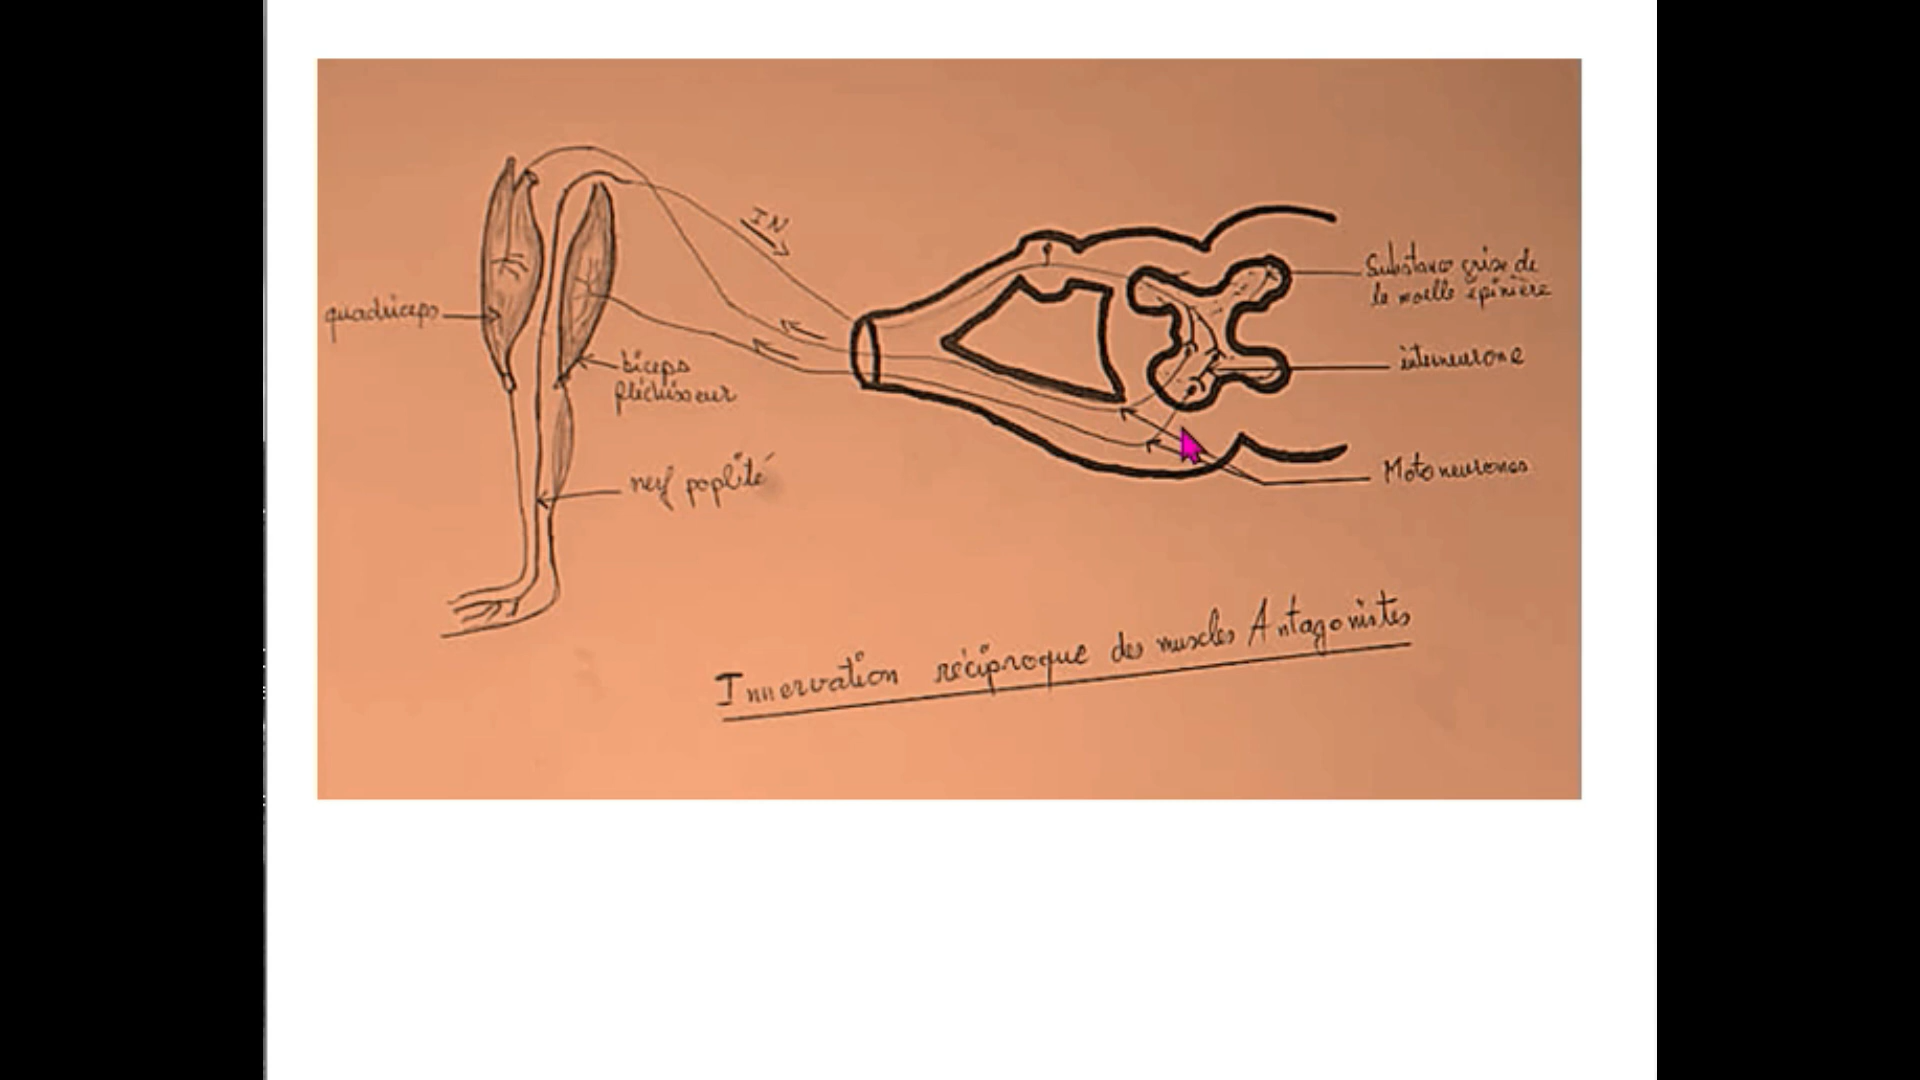 IN
quadriceps
biceps
fléchisseur
nerf poplité
Substance grise de
la moelle épinière
interneurone
Motoneurones
Innervation réciproque des muscles Antagonistes